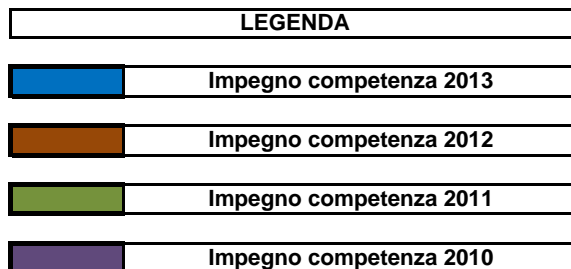 LEGENDA
Impegno competenza 2013
Impegno competenza 2012
Impegno competenza 2011
Impegno competenza 2010